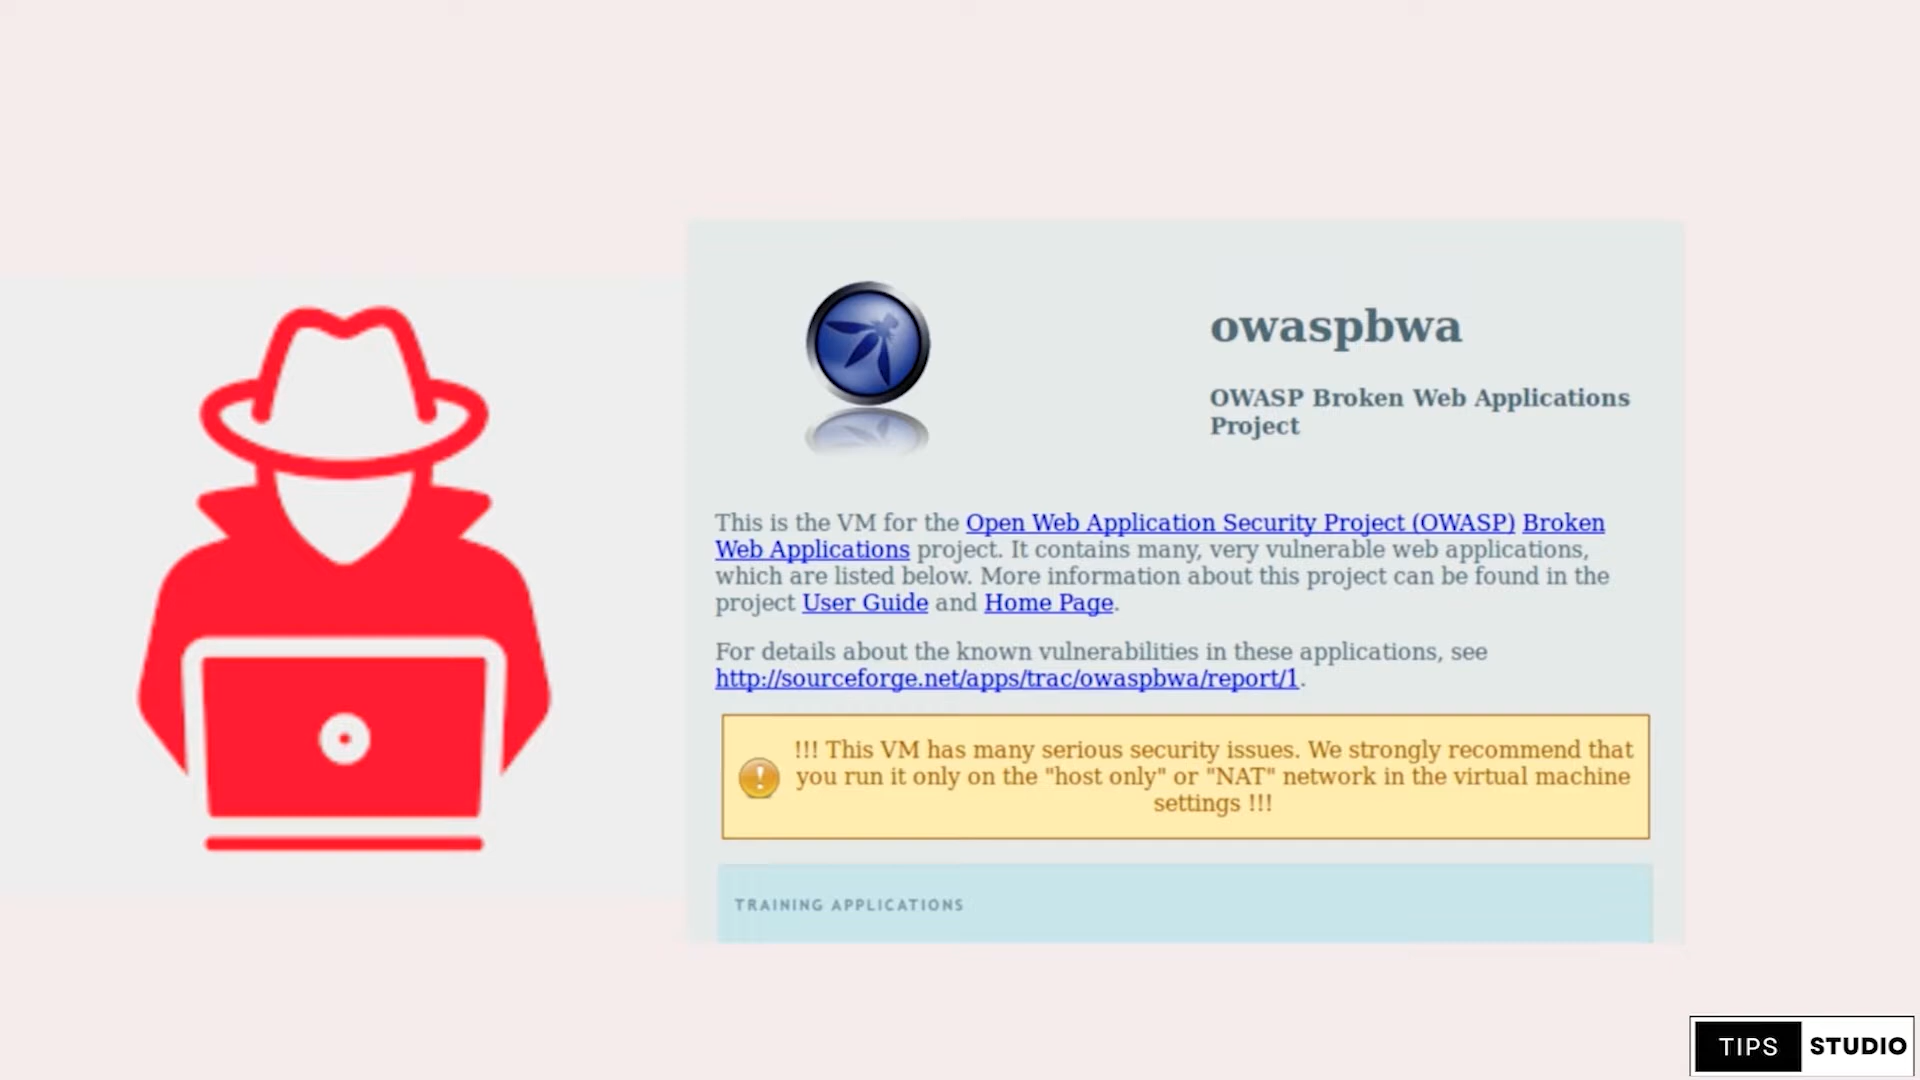 owaspbwa
OWASP Broken Web Applications
Project
This is the VM for the Open Web Application Security Project (OWASP) Broken
Web Applications project. It contains many, very vulnerable web applications,
which are listed below. More information about this project can be found in the
project User Guide and Home Page.
For details about the known vulnerabilities in these applications, see
http://sourceforge.net/apps/trac/owaspbwa/report/1.
!!! This VM has many serious security issues. We strongly recommend that
you run it only on the "host only" or "NAT" network in the virtual machine
settings !!!
TRAINING APPLICATIONS
TIPS STUDIO